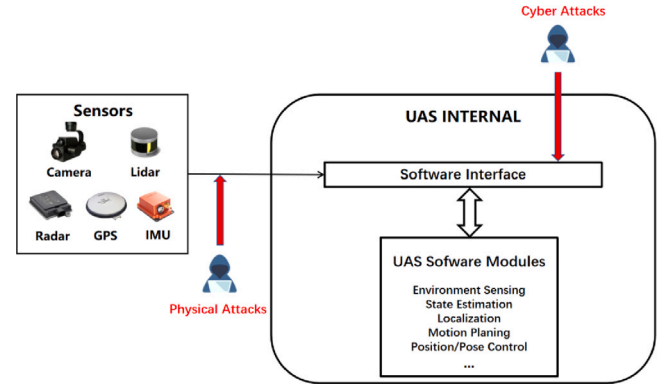 Cyber Attacks
Sensors
Camera
Lidar
Radar
GPS
IMU
Physical Attacks
UAS INTERNAL
Software Interface
UAS Sofware Modules
Environment Sensing
State Estimation
Localization
Motion Planing
Position/Pose Control
...